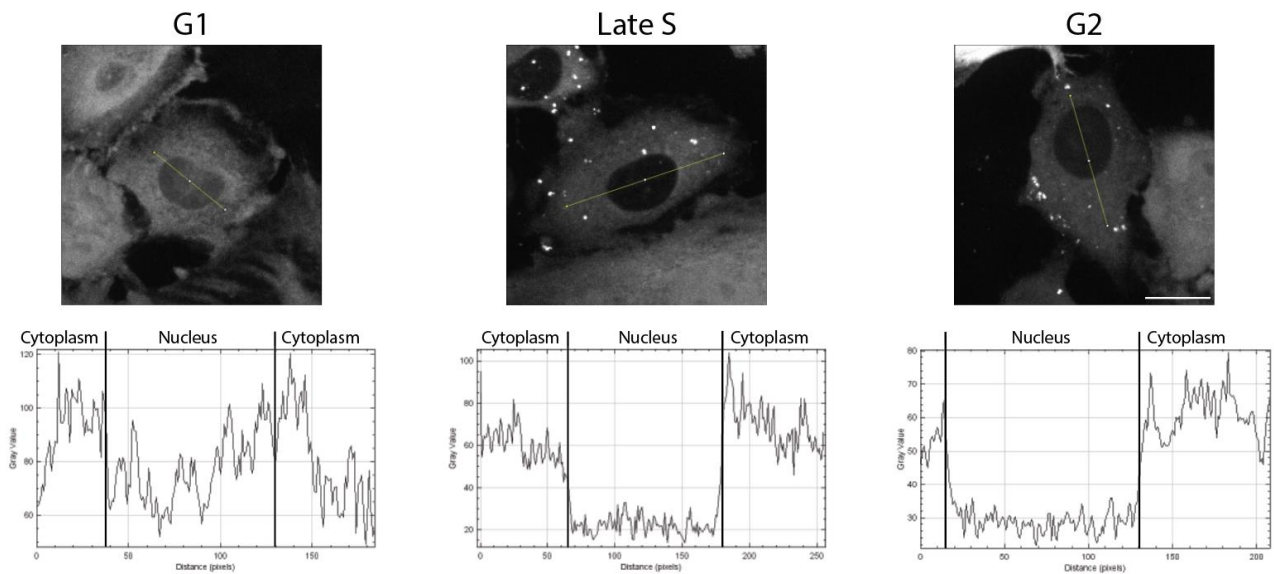 G1
Late S
G2
Cytoplasm Nucleus Cytoplasm
120
100
80
60
Gray Value
0 50 100 150
Distance (pixels)
Cytoplasm Nucleus Cytoplasm
100
80
60
40
20
Gray Value
0 50 100 150 200 250
Distance (pixels)
Nucleus Cytoplasm
80
70
60
50
40
30
Gray Value
0 50 100 150 200
Distance (pixels)